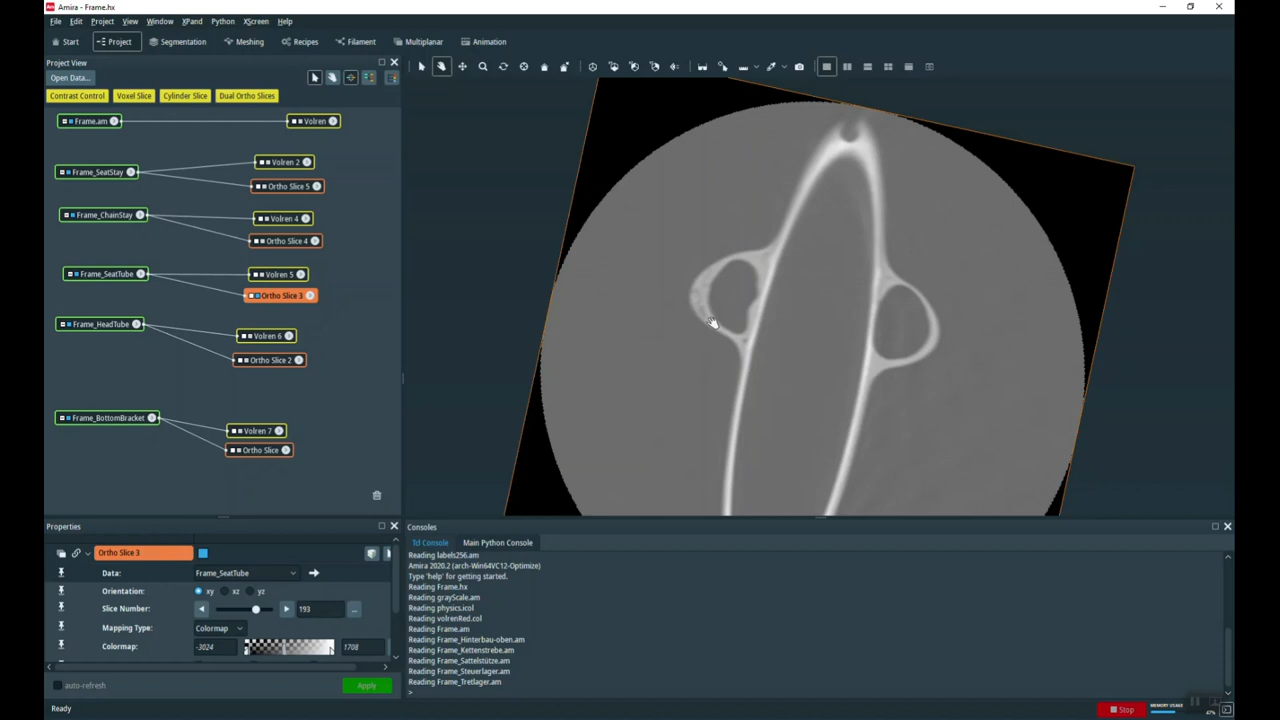 Amira - Frame.hx
File Edit Project View Window XPand Python XScreen Help
Start Project Segmentation Meshing Recipes Filament Multiplanar Animation
Project View
Open Data...
Contrast Control Voxel Slice Cylinder Slice Dual Ortho Slices
Frame.am Volren
Volren 2
Frame_SeatStay
Ortho Slice 5
Frame_ChainStay Volren 4
Ortho Slice 4
Frame_SeatTube Volren 5
Ortho Slice 3
Frame_HeadTube
Volren 6
Ortho Slice 2
Frame_BottomBracket
Volren 7
Ortho Slice
Properties
Ortho Slice 3
Data: Frame_SeatTube
Orientation: xy xz yz
Slice Number: 193 ...
Mapping Type: Colormap
Colormap: -3024 1708
auto-refresh Apply
Consoles
Tcl Console Main Python Console
Reading labels256.am
Amira 2020.2 (arch-Win64VC12-Optimize)
Type 'help' for getting started.
Reading Frame.hx
Reading grayScale.am
Reading physics.icol
Reading volrenRed.col
Reading Frame.am
Reading Frame_Hinterbau-oben.am
Reading Frame_Kettenstrebe.am
Reading Frame_Sattelstütze.am
Reading Frame_Steuerlager.am
Reading Frame_Tretlager.am
>
Ready
Stop
MEMORY USAGE
47%